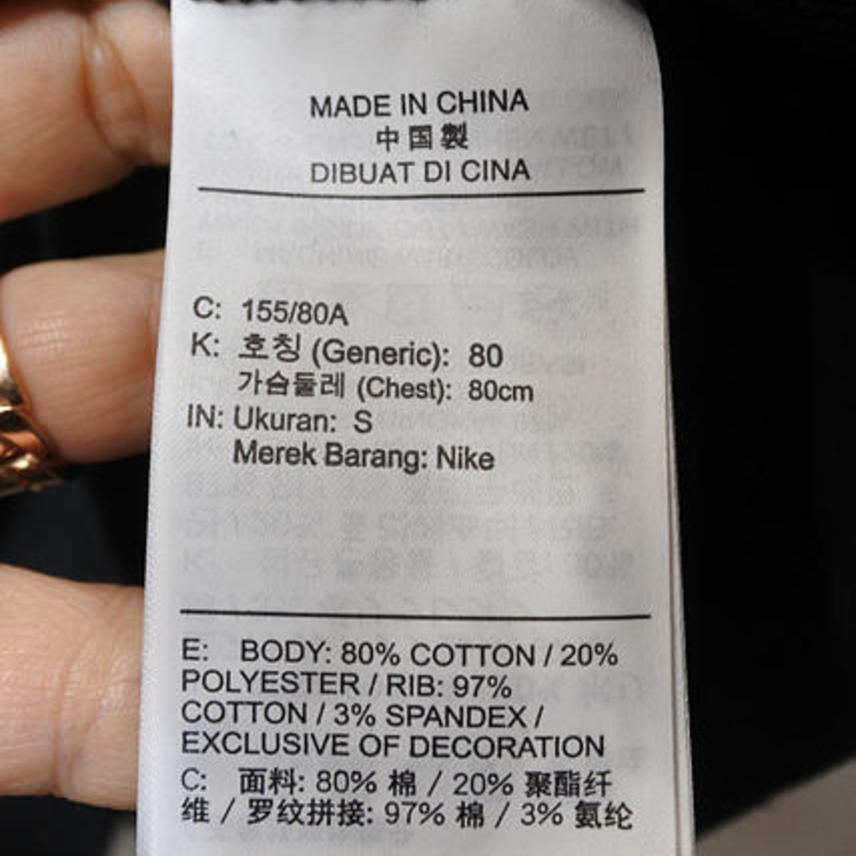 MADE IN CHINA
中国製
DIBUAT DI CINA
C: 155/80A
K: 호칭 (Generic): 80
가슴둘레 (Chest): 80cm
IN: Ukuran: S
Merek Barang: Nike
E: BODY: 80% COTTON / 20%
POLYESTER / RIB: 97%
COTTON / 3% SPANDEX /
EXCLUSIVE OF DECORATION
C: 面料: 80% 棉 / 20% 聚酯纤
维 / 罗纹拼接: 97% 棉 / 3% 氨纶